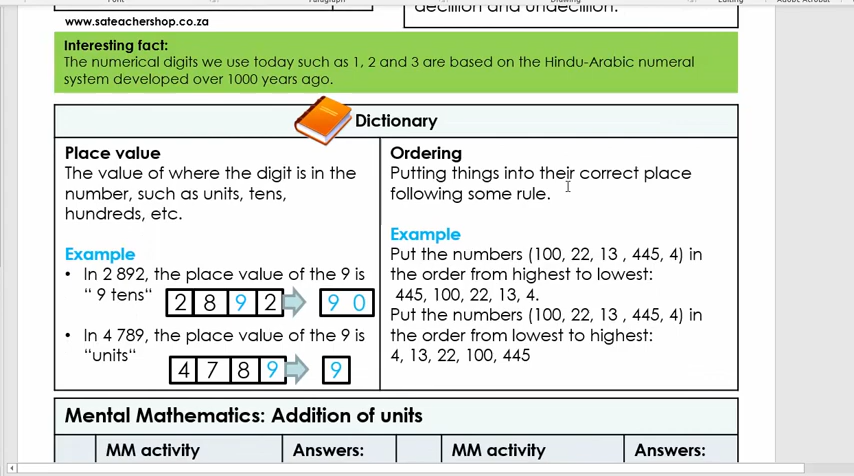 decillion and undecillion.
www.sateachershop.co.za
Interesting fact:
The numerical digits we use today such as 1, 2 and 3 are based on the Hindu-Arabic numeral
system developed over 1000 years ago.
Dictionary
Place value
The value of where the digit is in the
number, such as units, tens,
hundreds, etc.
Example
• In 2 892, the place value of the 9 is
" 9 tens"
2 8 9 2 9 0
• In 4 789, the place value of the 9 is
"units"
4 7 8 9 9
Ordering
Putting things into their correct place
following some rule.
Example
Put the numbers (100, 22, 13 , 445, 4) in
the order from highest to lowest:
445, 100, 22, 13, 4.
Put the numbers (100, 22, 13 , 445, 4) in
the order from lowest to highest:
4, 13, 22, 100, 445
Mental Mathematics: Addition of units
MM activity Answers: MM activity Answers: